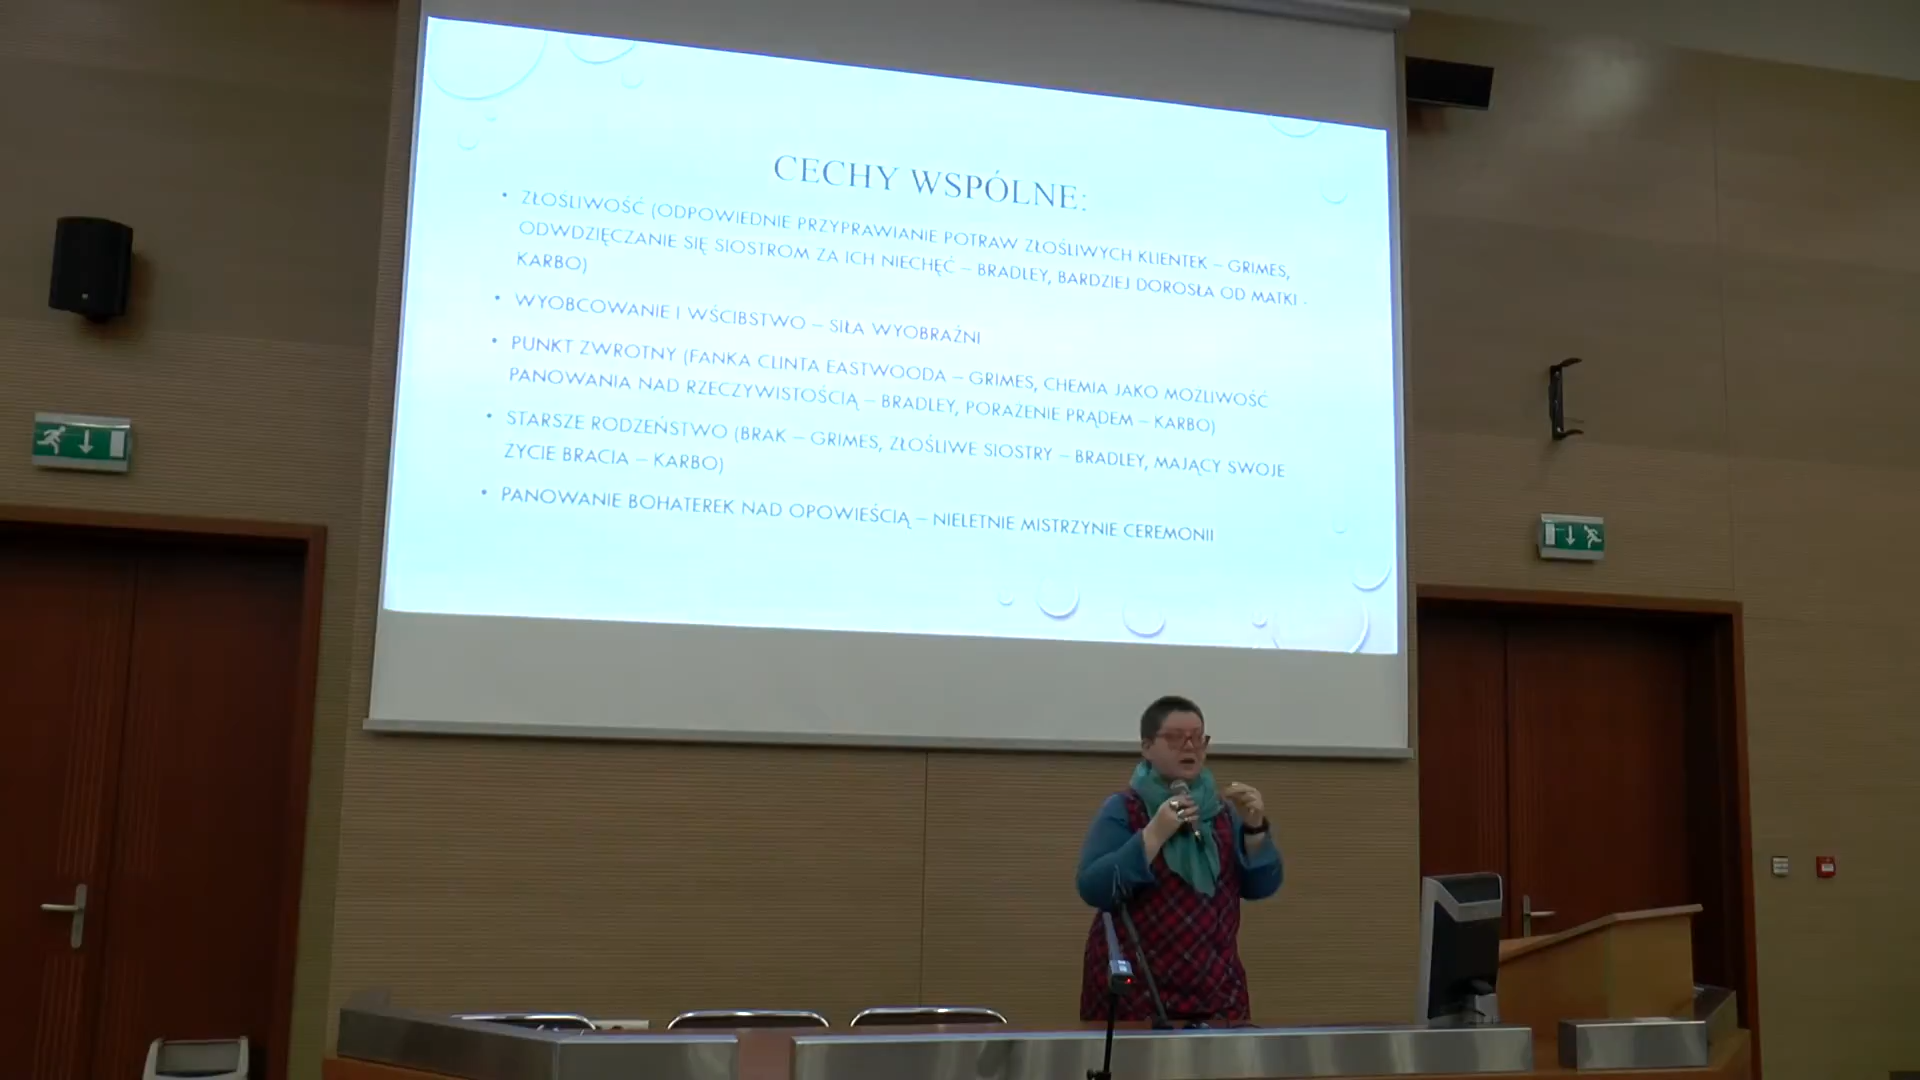 CECHY WSPÓLNE:
• ZŁOŚLIWOŚĆ (ODPOWIEDNIE PRZYPRAWIANIE POTRAW ZŁOŚLIWYCH KLIENTEK – GRIMES,
ODWDZIĘCZANIE SIĘ SIOSTROM ZA ICH NIECHĘĆ – BRADLEY, BARDZIEJ DOROSŁA OD MATKI -
KARBO)
• WYOBCOWANIE I WŚCIBSTWO – SIŁA WYOBRAŹNI
• PUNKT ZWROTNY (FANKA CLINTA EASTWOODA – GRIMES, CHEMIA JAKO MOŻLIWOŚĆ
PANOWANIA NAD RZECZYWISTOŚCIĄ – BRADLEY, PORAŻENIE PRĄDEM – KARBO)
• STARSZE RODZEŃSTWO (BRAK – GRIMES, ZŁOŚLIWE SIOSTRY – BRADLEY, MAJĄCY SWOJE
ŻYCIE BRACIA – KARBO)
• PANOWANIE BOHATEREK NAD OPOWIEŚCIĄ – NIELETNIE MISTRZYNIE CEREMONII